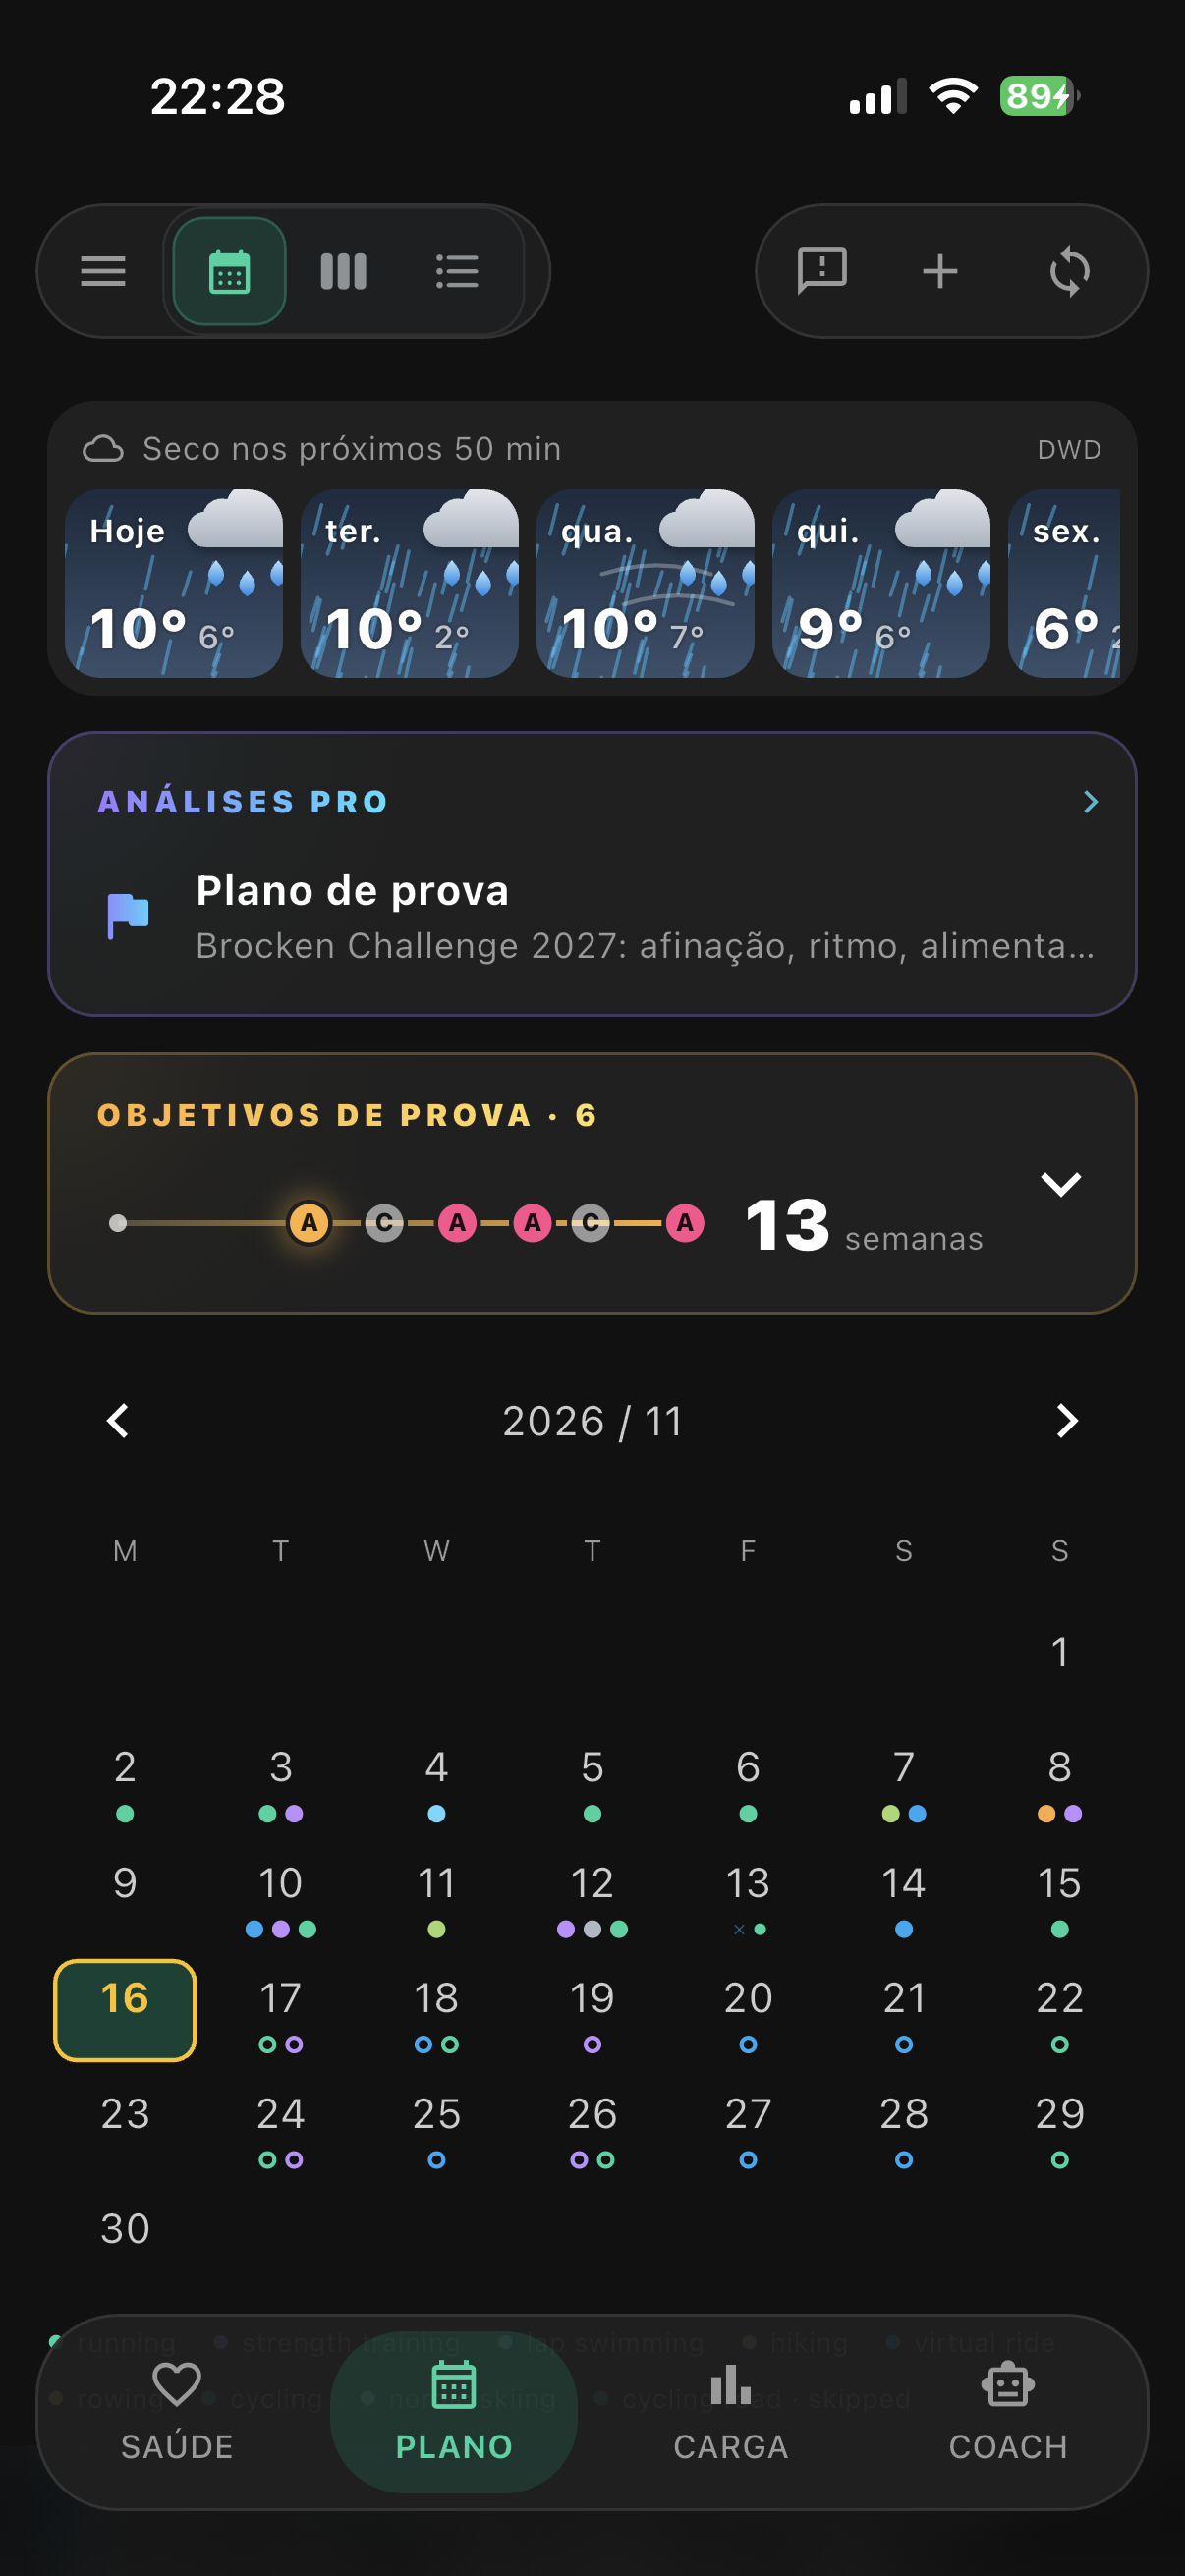 22:28
89
Seco nos próximos 50 min DWD
Hoje ter. qua. qui. sex.
10° 6° 10° 2° 10° 7° 9° 6° 6°
ANÁLISES PRO
Plano de prova
Brocken Challenge 2027: afinação, ritmo, alimenta...
OBJETIVOS DE PROVA · 6
A C A A C A 13 semanas
2026 / 11
M T W T F S S
1
2 3 4 5 6 7 8
9 10 11 12 13 14 15
16 17 18 19 20 21 22
23 24 25 26 27 28 29
30
running strength training lap swimming hiking virtual ride
rowing cycling skiing cycling · skipped
SAÚDE PLANO CARGA COACH